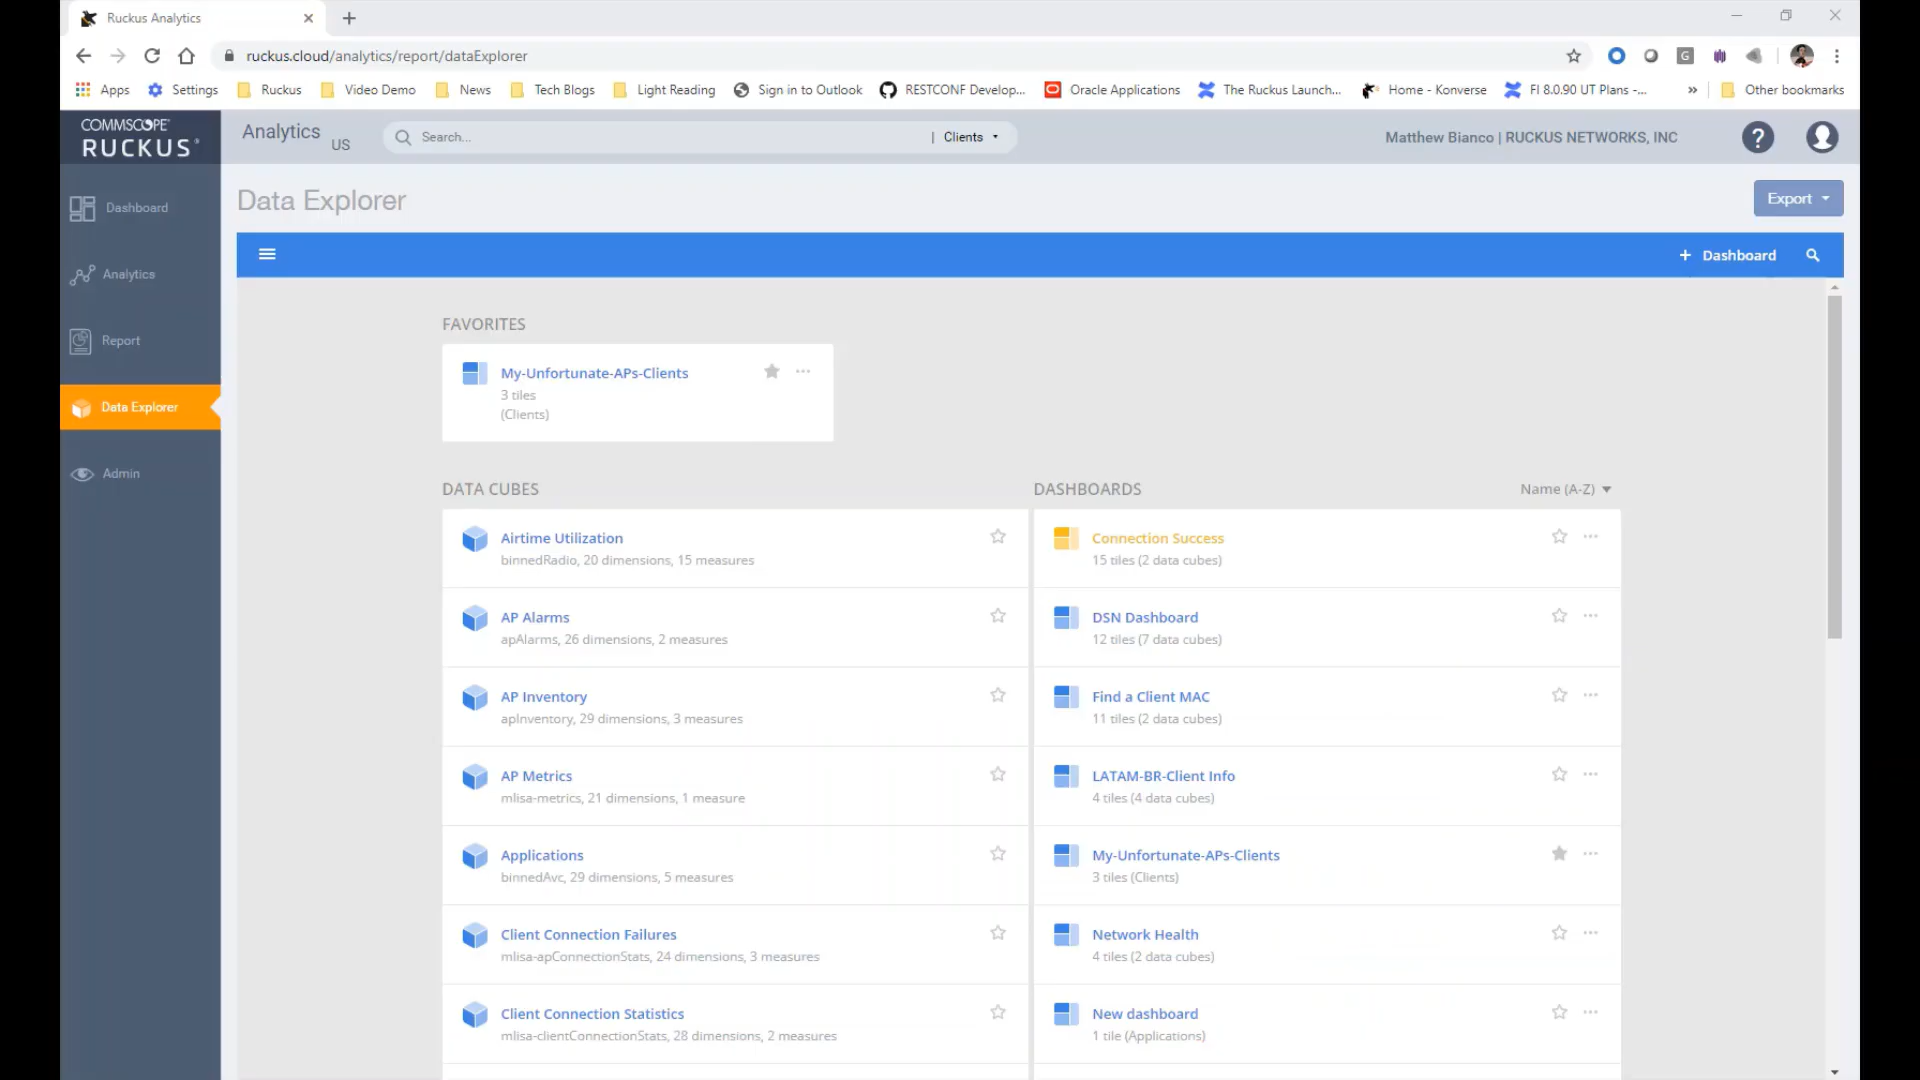 Ruckus Analytics
ruckus.cloud/analytics/report/dataExplorer
G
Apps Settings Ruckus Video Demo News Tech Blogs Light Reading Sign in to Outlook RESTCONF Develop... Oracle Applications The Ruckus Launch... Home - Konverse FI 8.0.90 UT Plans -... » Other bookmarks
COMMSCOPE®
RUCKUS®
Analytics US
Search...
| Clients
Matthew Bianco | RUCKUS NETWORKS, INC
?
Dashboard
Analytics
Report
Data Explorer
Admin
Data Explorer
Export
+ Dashboard
FAVORITES
My-Unfortunate-APs-Clients
3 tiles
(Clients)
DATA CUBES
Airtime Utilization
binnedRadio, 20 dimensions, 15 measures
AP Alarms
apAlarms, 26 dimensions, 2 measures
AP Inventory
apInventory, 29 dimensions, 3 measures
AP Metrics
mlisa-metrics, 21 dimensions, 1 measure
Applications
binnedAvc, 29 dimensions, 5 measures
Client Connection Failures
mlisa-apConnectionStats, 24 dimensions, 3 measures
Client Connection Statistics
mlisa-clientConnectionStats, 28 dimensions, 2 measures
DASHBOARDS
Name (A-Z)
Connection Success
15 tiles (2 data cubes)
DSN Dashboard
12 tiles (7 data cubes)
Find a Client MAC
11 tiles (2 data cubes)
LATAM-BR-Client Info
4 tiles (4 data cubes)
My-Unfortunate-APs-Clients
3 tiles (Clients)
Network Health
4 tiles (2 data cubes)
New dashboard
1 tile (Applications)